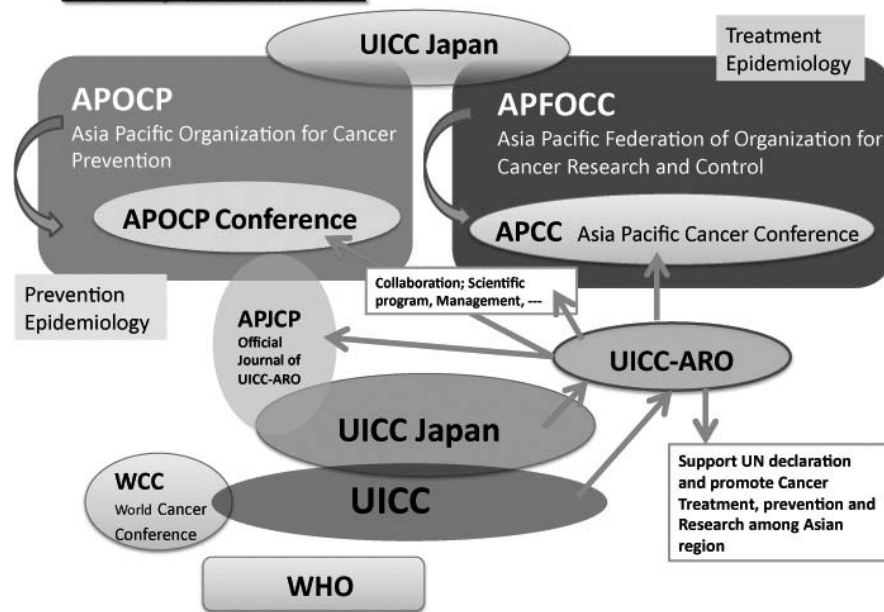 UICC Japan
Treatment
Epidemiology
APOCP
Asia Pacific Organization for Cancer
Prevention
APOCP Conference
APFOCC
Asia Pacific Federation of Organization for
Cancer Research and Control
APCC Asia Pacific Cancer Conference
Prevention
Epidemiology
Collaboration; Scientific
program, Management, ---
APJCP
Official
Journal of
UICC-ARO
UICC-ARO
UICC Japan
WCC
World Cancer
Conference
UICC
Support UN declaration
and promote Cancer
Treatment, prevention and
Research among Asian
region
WHO